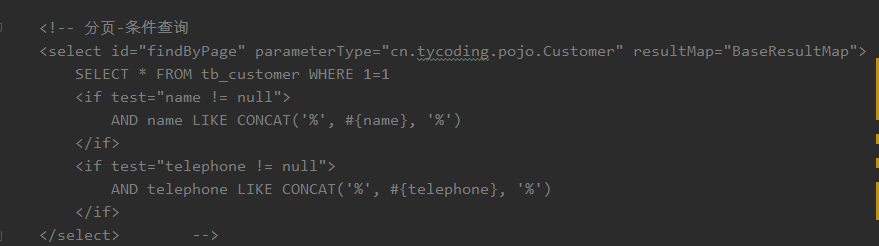 <!-- 分页-条件查询
<select id="findByPage" parameterType="cn.tycoding.pojo.Customer" resultMap="BaseResultMap">
    SELECT * FROM tb_customer WHERE 1=1
    <if test="name != null">
        AND name LIKE CONCAT('%', #{name}, '%')
    </if>
    <if test="telephone != null">
        AND telephone LIKE CONCAT('%', #{telephone}, '%')
    </if>
</select>        -->